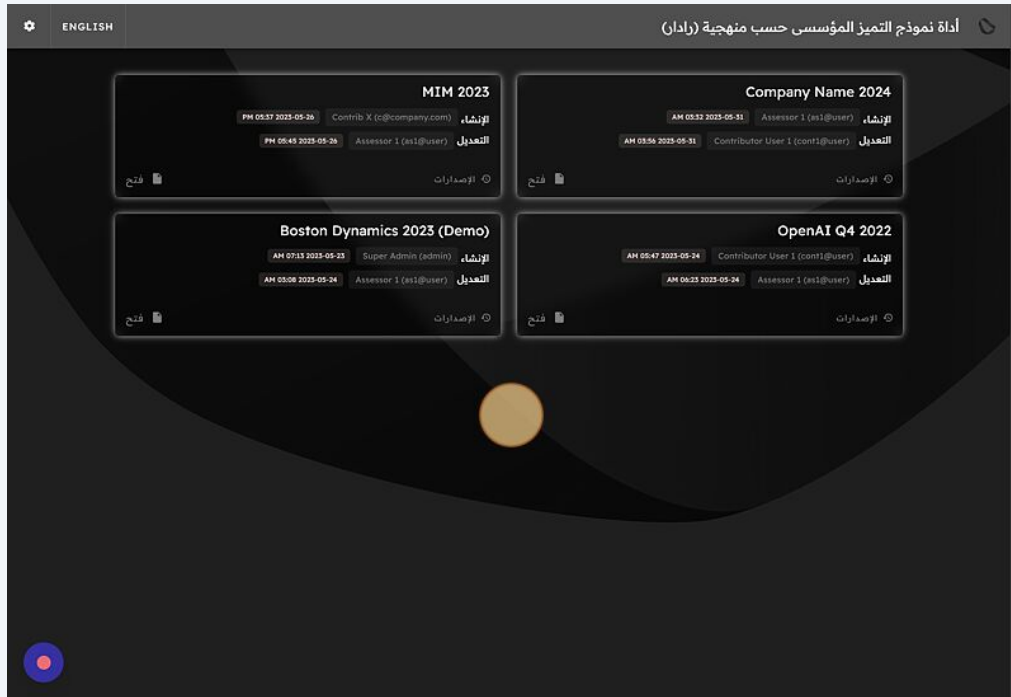 أداة نموذج التميز المؤسسي حسب منهجية (رادار)
ENGLISH
Company Name 2024
الإنشاء Assessor 1 (as1@user) AM 05:32 2023-05-31
التعديل Contributor User 1 (cont1@user) AM 03:56 2023-05-31
الإصدارات فتح
MIM 2023
الإنشاء Contrib X (c@company.com) PM 05:37 2023-05-26
التعديل Assessor 1 (as1@user) PM 05:45 2023-05-26
الإصدارات فتح
OpenAI Q4 2022
الإنشاء Contributor User 1 (cont1@user) AM 05:47 2023-05-24
التعديل Assessor 1 (as1@user) AM 06:23 2023-05-24
الإصدارات فتح
Boston Dynamics 2023 (Demo)
الإنشاء Super Admin (admin) AM 07:13 2023-05-23
التعديل Assessor 1 (as1@user) AM 03:08 2023-05-24
الإصدارات فتح